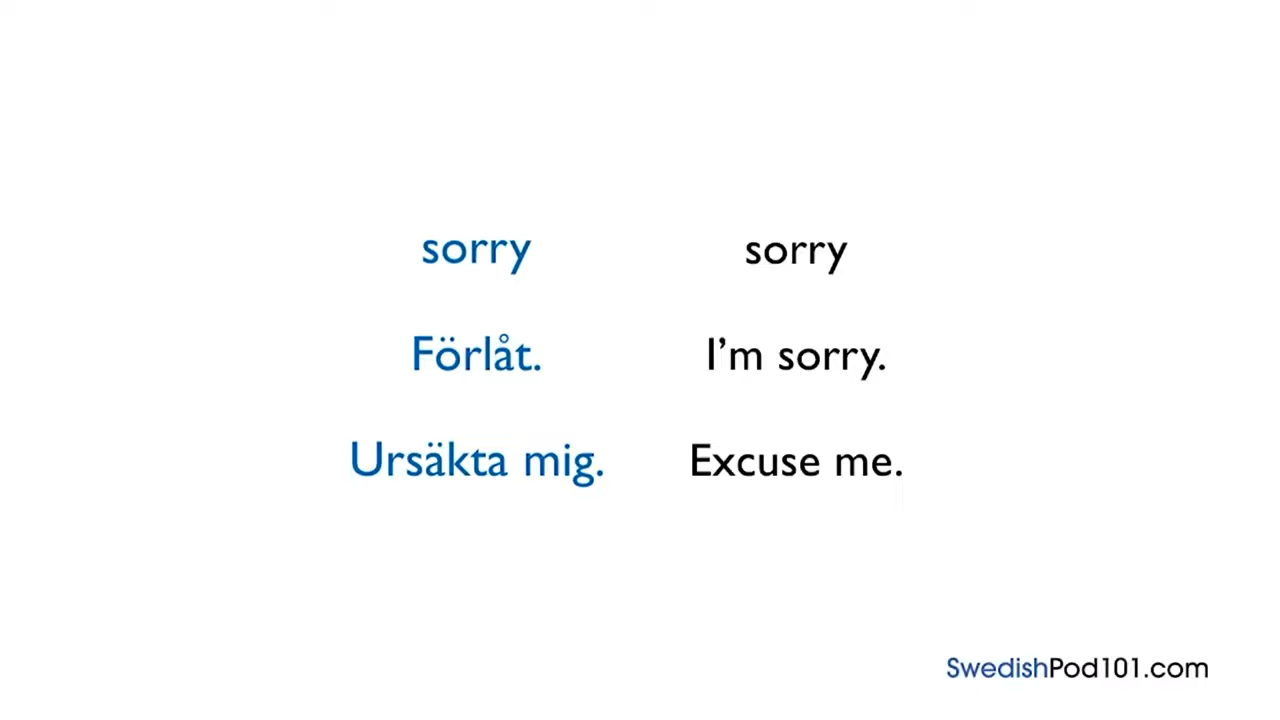 sorry sorry
Förlåt. I'm sorry.
Ursäkta mig. Excuse me.
SwedishPod101.com